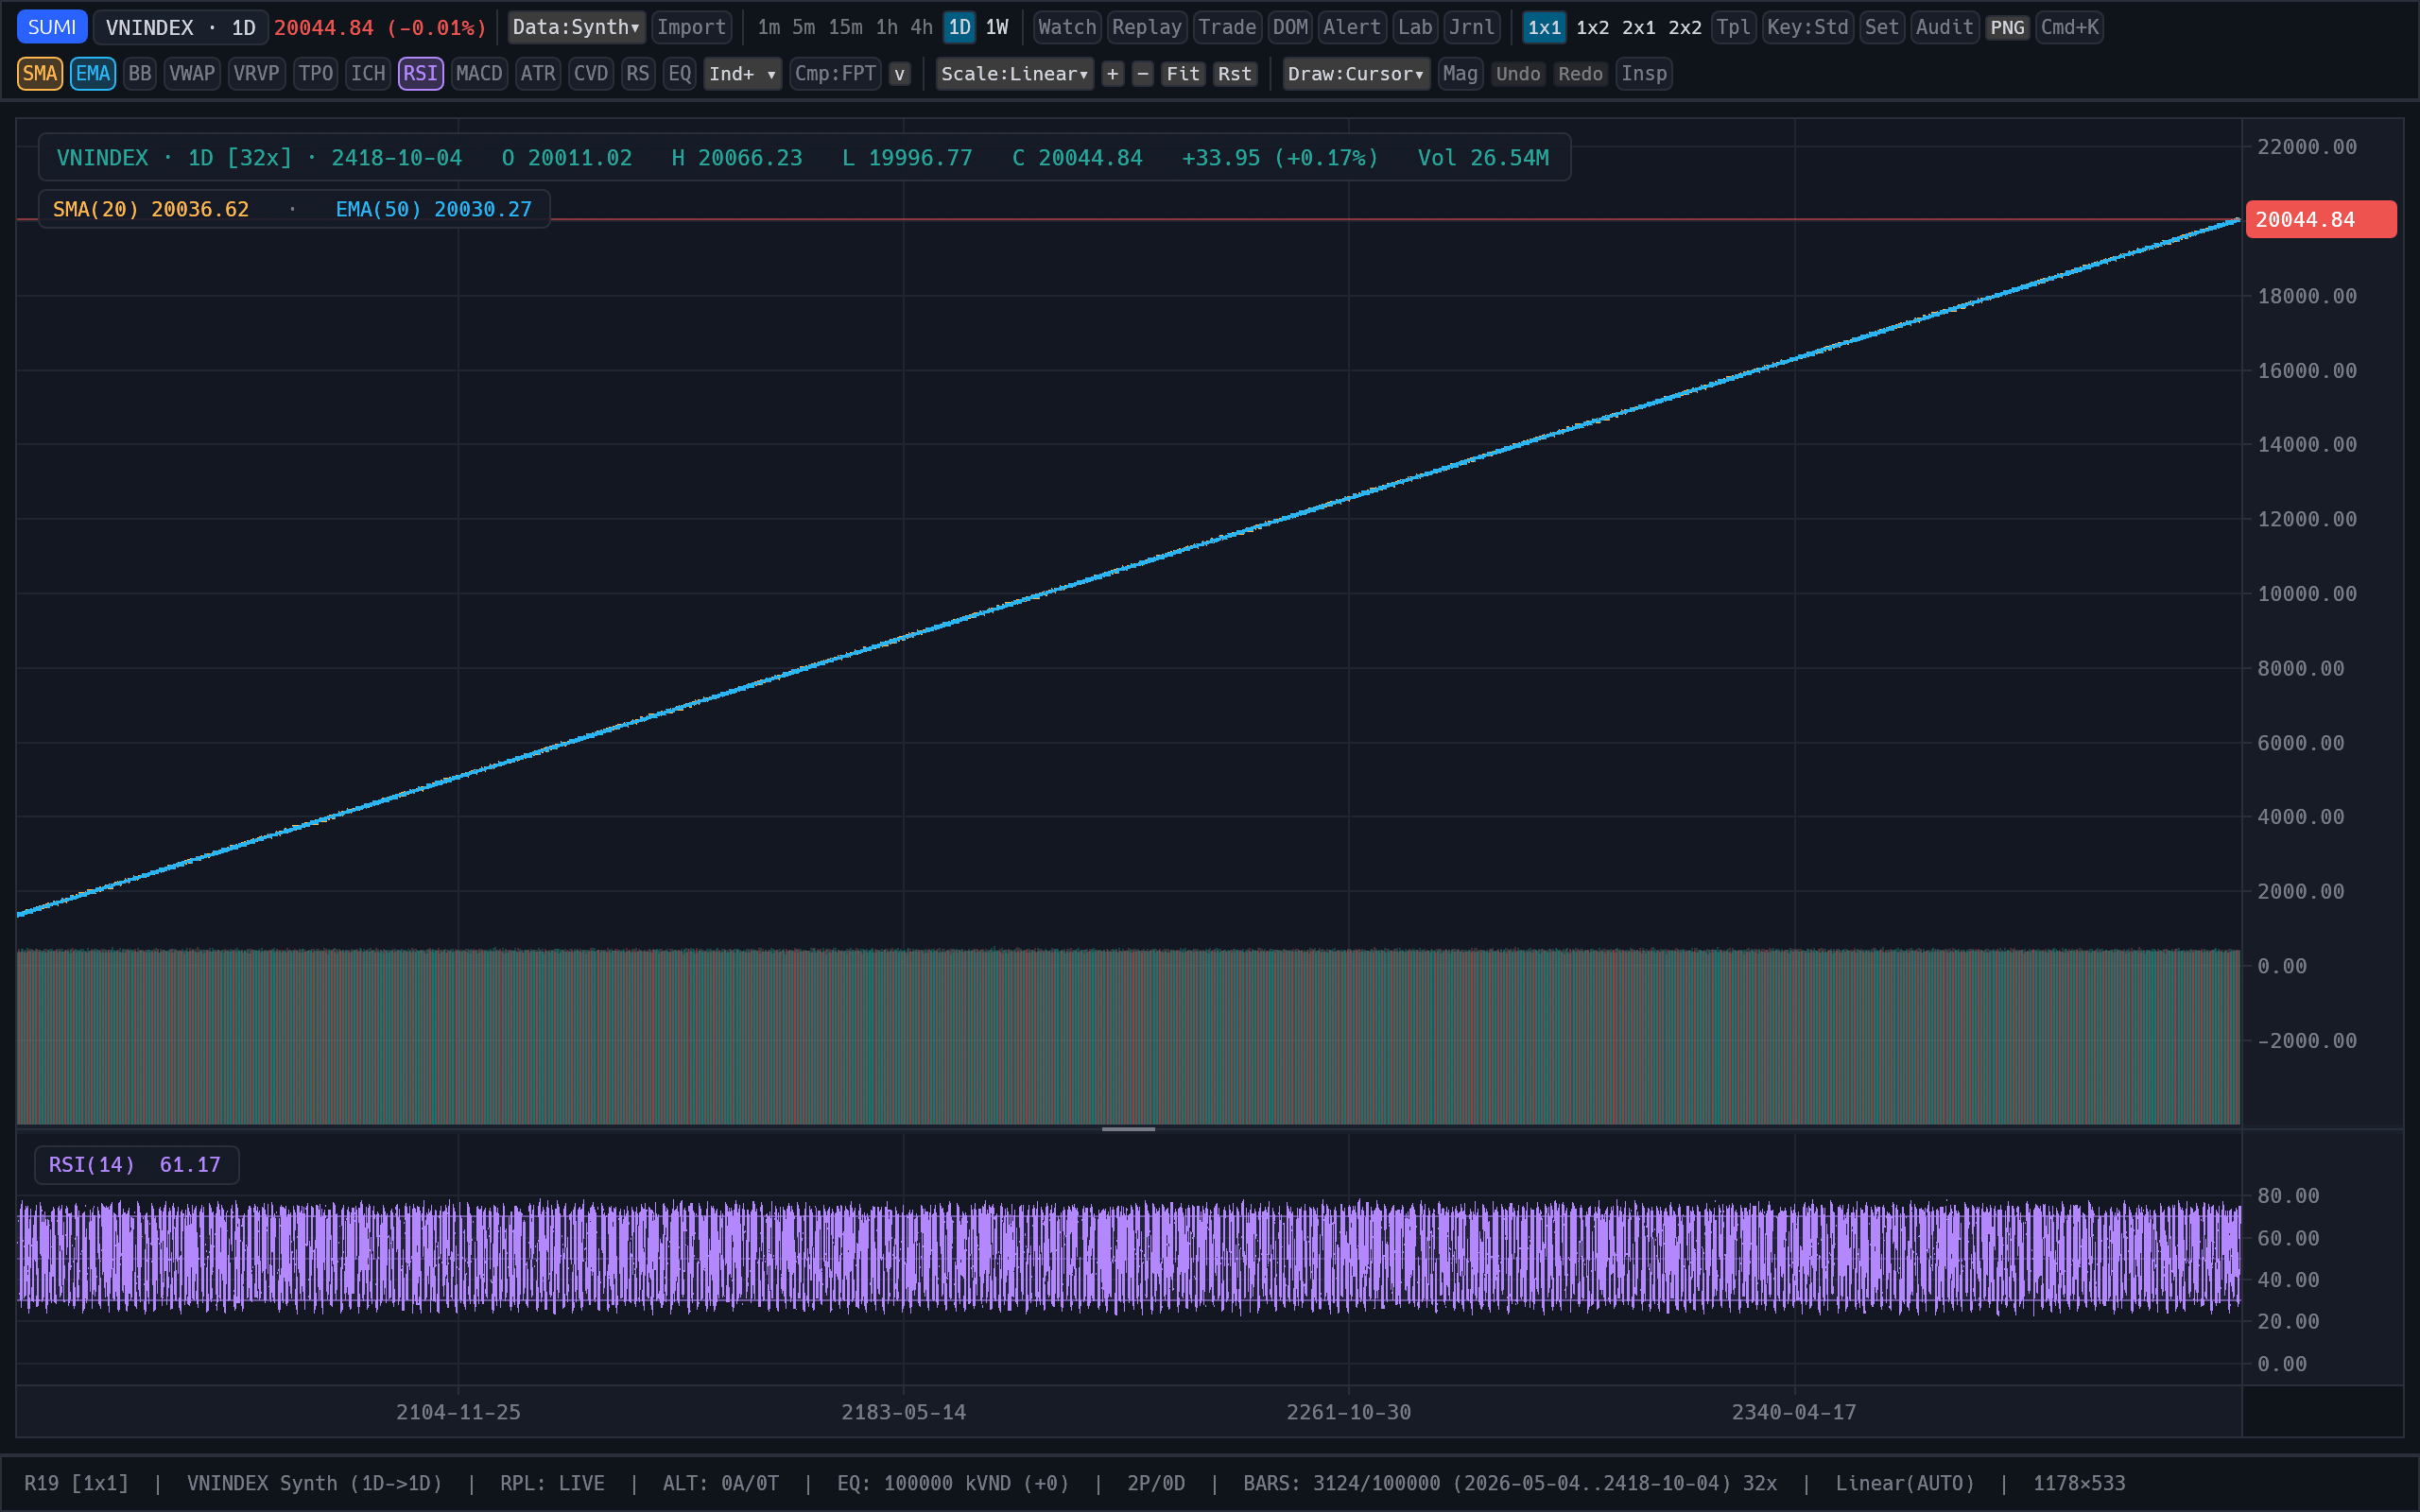 SUMI VNINDEX · 1D 20044.84 (-0.01%) Data:Synth▾ Import 1m 5m 15m 1h 4h 1D 1W Watch Replay Trade DOM Alert Lab Jrnl 1x1 1x2 2x1 2x2 Tpl Key:Std Set Audit PNG Cmd+K
SMA EMA BB VWAP VRVP TPO ICH RSI MACD ATR CVD RS EQ Ind+ ▾ Cmp:FPT v Scale:Linear▾ + − Fit Rst Draw:Cursor▾ Mag Undo Redo Insp
VNINDEX · 1D [32x] · 2418-10-04 O 20011.02 H 20066.23 L 19996.77 C 20044.84 +33.95 (+0.17%) Vol 26.54M
SMA(20) 20036.62 · EMA(50) 20030.27
22000.00
20044.84
18000.00
16000.00
14000.00
12000.00
10000.00
8000.00
6000.00
4000.00
2000.00
0.00
-2000.00
RSI(14) 61.17
80.00
60.00
40.00
20.00
0.00
2104-11-25 2183-05-14 2261-10-30 2340-04-17
R19 [1x1] | VNINDEX Synth (1D->1D) | RPL: LIVE | ALT: 0A/0T | EQ: 100000 kVND (+0) | 2P/0D | BARS: 3124/100000 (2026-05-04..2418-10-04) 32x | Linear(AUTO) | 1178×533